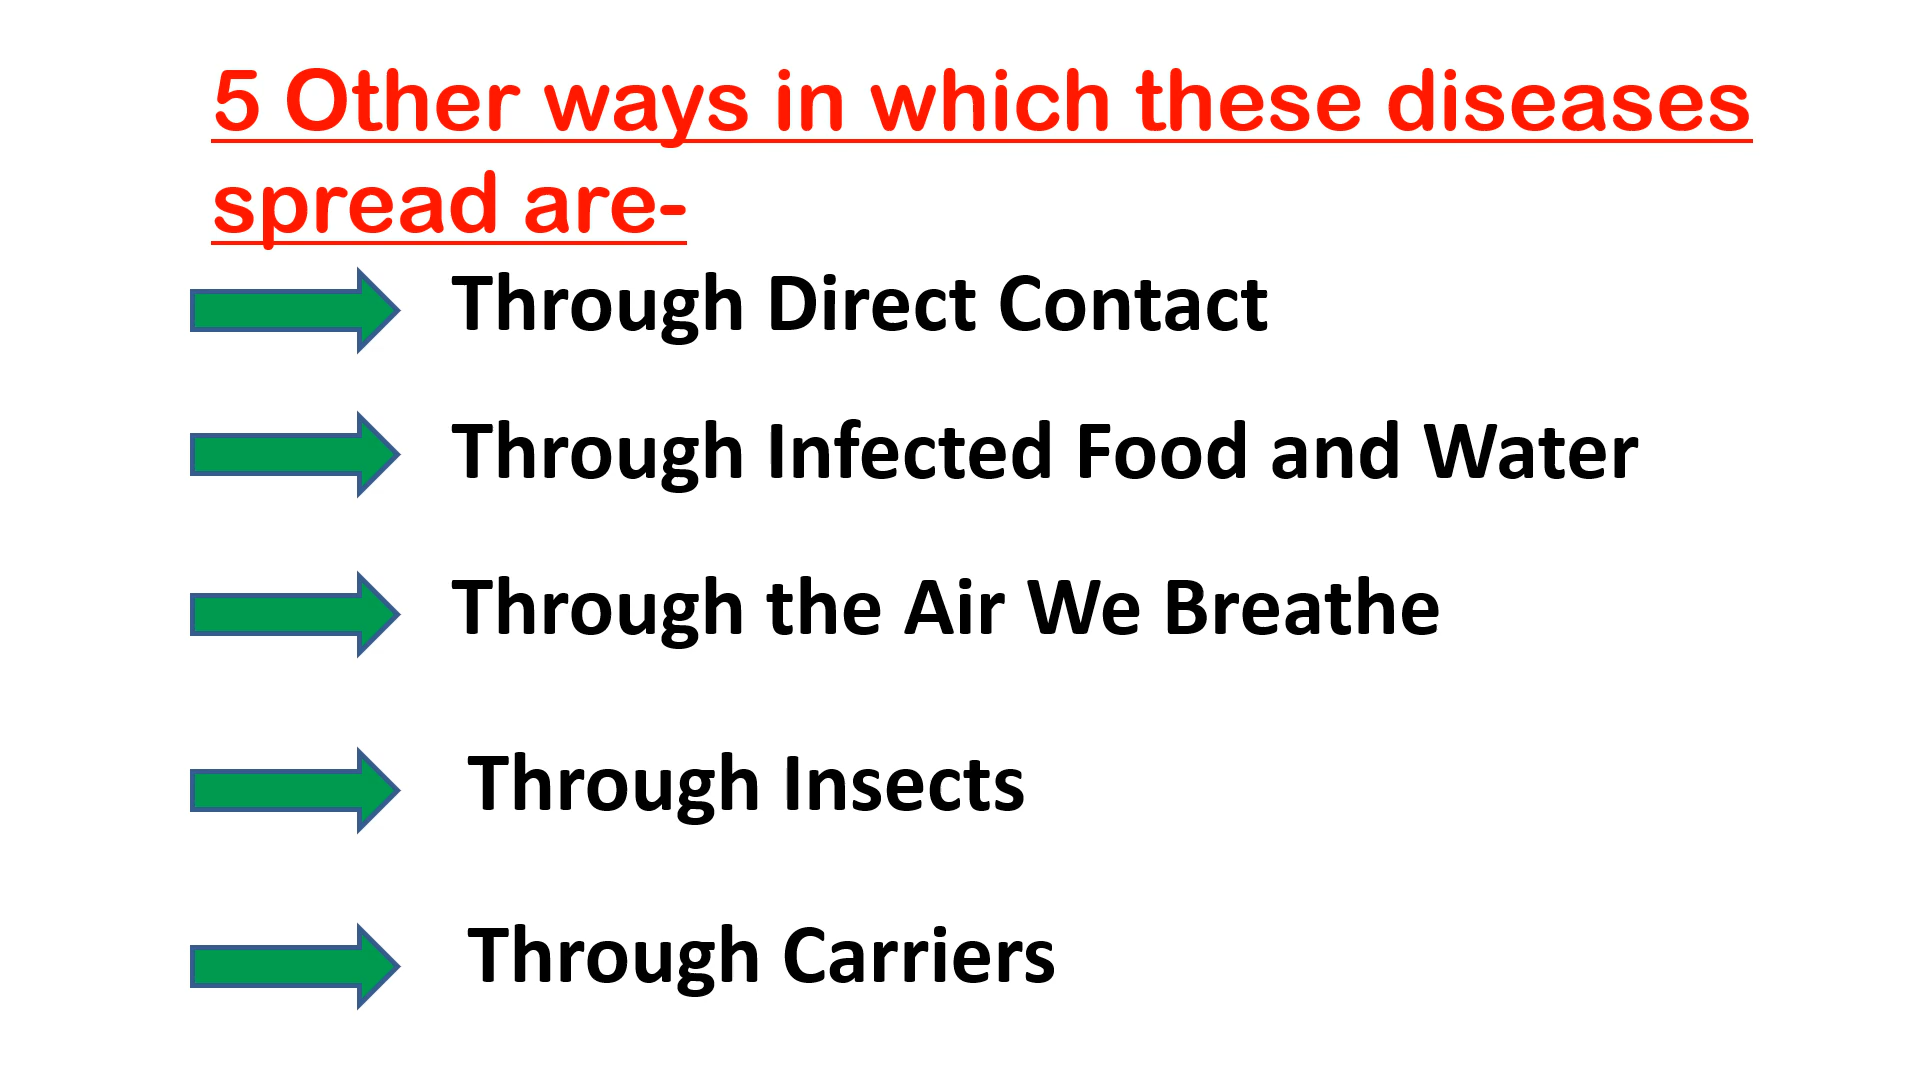 5 Other ways in which these diseases
spread are-
Through Direct Contact
Through Infected Food and Water
Through the Air We Breathe
Through Insects
Through Carriers